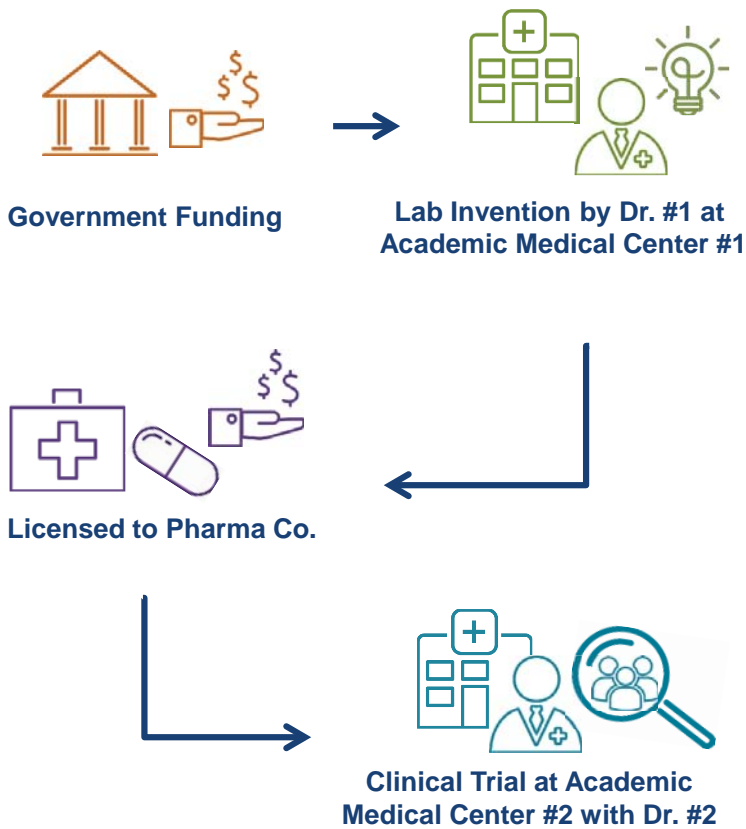 $
$
$
Government Funding
Lab Invention by Dr. #1 at
Academic Medical Center #1
$
$
$
Licensed to Pharma Co.
Clinical Trial at Academic
Medical Center #2 with Dr. #2